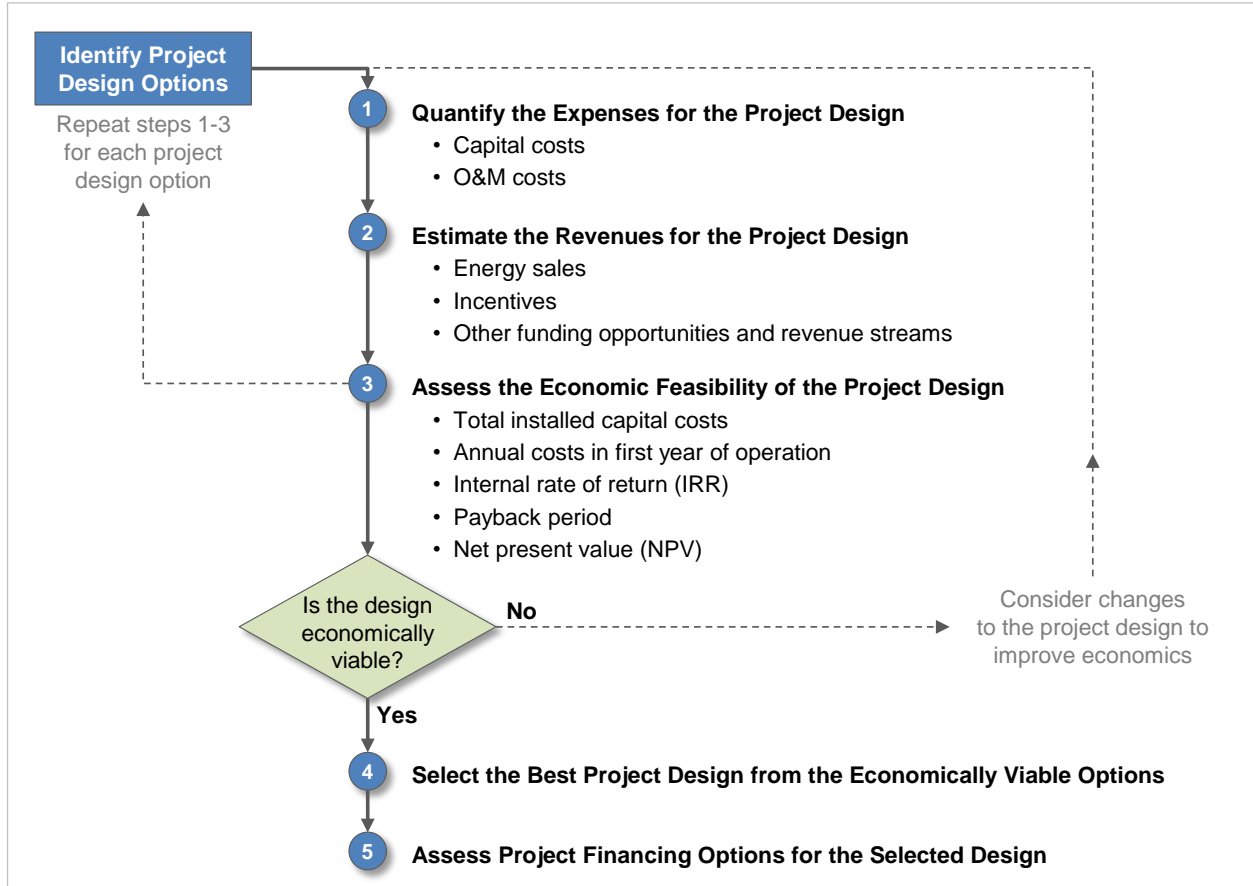 Identify Project
Design Options
Repeat steps 1-3
for each project
design option
1
Quantify the Expenses for the Project Design
• Capital costs
• O&M costs
2
Estimate the Revenues for the Project Design
• Energy sales
• Incentives
• Other funding opportunities and revenue streams
3
Assess the Economic Feasibility of the Project Design
• Total installed capital costs
• Annual costs in first year of operation
• Internal rate of return (IRR)
• Payback period
• Net present value (NPV)
Is the design
economically
viable?
No
Consider changes
to the project design to
improve economics
Yes
4
Select the Best Project Design from the Economically Viable Options
5
Assess Project Financing Options for the Selected Design